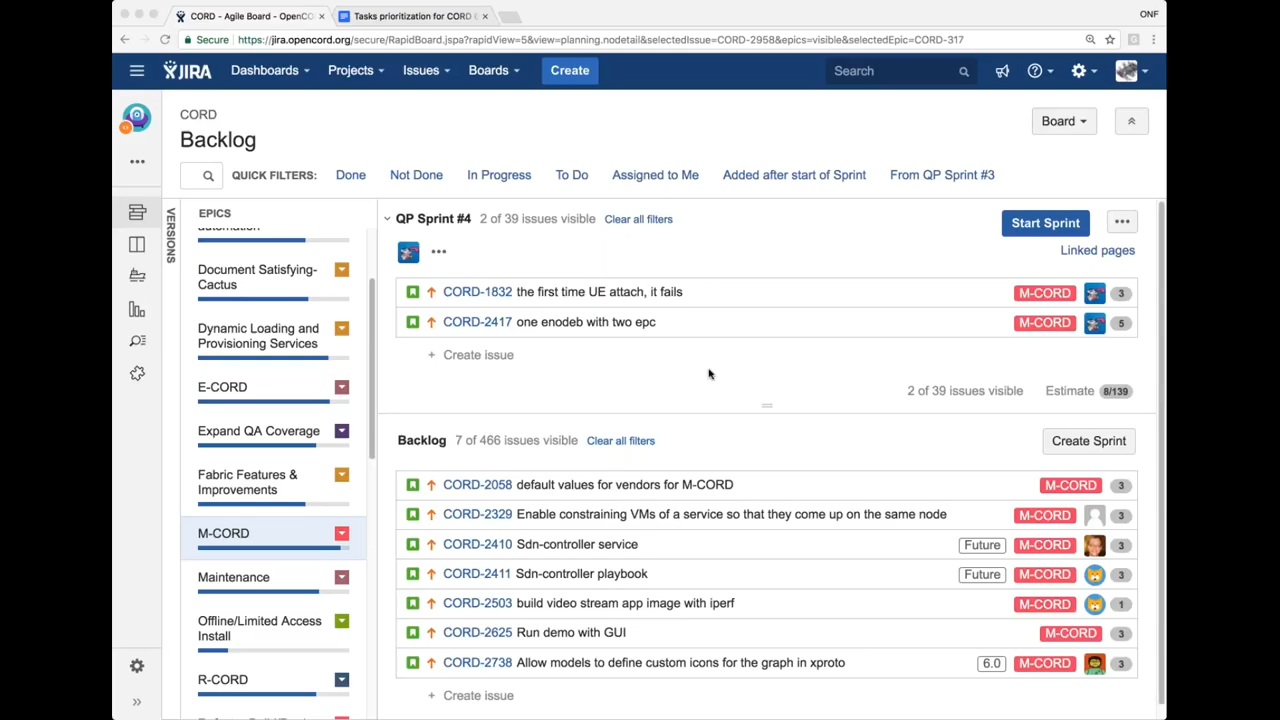 CORD - Agile Board - OpenCO
Tasks prioritization for CORD
ONF
Secure https://jira.opencord.org/secure/RapidBoard.jspa?rapidView=5&view=planning.nodetail&selectedIssue=CORD-2958&epics=visible&selectedEpic=CORD-317
JIRA Dashboards Projects Issues Boards Create Search
CORD
Backlog
Board
QUICK FILTERS: Done Not Done In Progress To Do Assigned to Me Added after start of Sprint From QP Sprint #3
VERSIONS
EPICS
automation
Document Satisfying-
Cactus
Dynamic Loading and
Provisioning Services
E-CORD
Expand QA Coverage
Fabric Features &
Improvements
M-CORD
Maintenance
Offline/Limited Access
Install
R-CORD
QP Sprint #4 2 of 39 issues visible Clear all filters
Start Sprint
Linked pages
CORD-1832 the first time UE attach, it fails M-CORD 3
CORD-2417 one enodeb with two epc M-CORD 5
+ Create issue
2 of 39 issues visible Estimate 8/139
Backlog 7 of 466 issues visible Clear all filters
Create Sprint
CORD-2058 default values for vendors for M-CORD M-CORD 3
CORD-2329 Enable constraining VMs of a service so that they come up on the same node M-CORD 3
CORD-2410 Sdn-controller service Future M-CORD 3
CORD-2411 Sdn-controller playbook Future M-CORD 3
CORD-2503 build video stream app image with iperf M-CORD 1
CORD-2625 Run demo with GUI M-CORD 3
CORD-2738 Allow models to define custom icons for the graph in xproto 6.0 M-CORD 3
+ Create issue